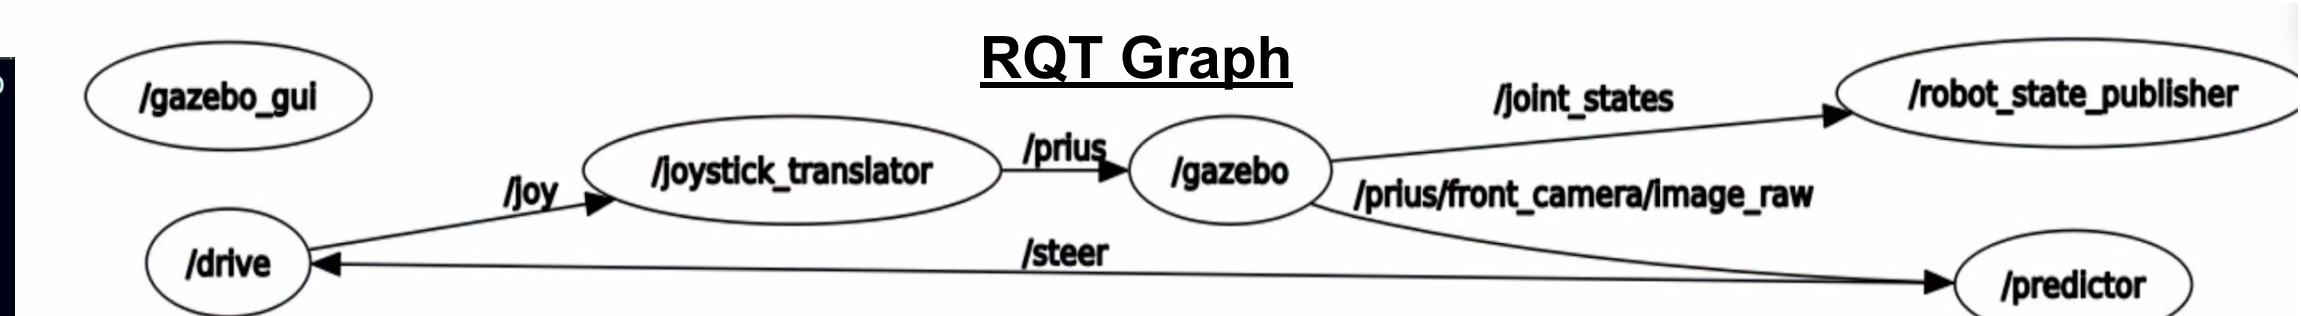 RQT Graph
/gazebo_gui
/joint_states
/robot_state_publisher
/prius
/joystick_translator
/gazebo
/joy
/prius/front_camera/image_raw
/steer
/drive
/predictor